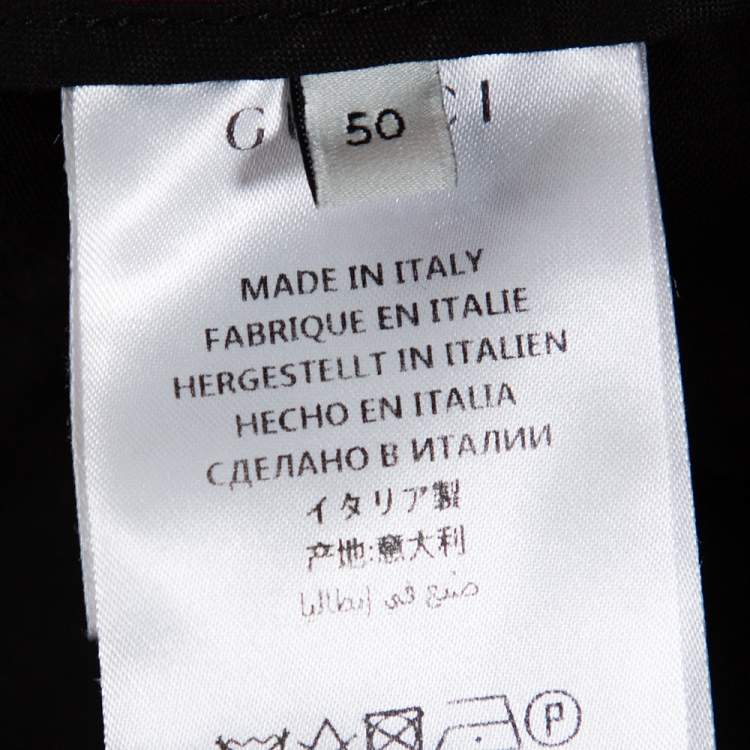 GUCCI
50
MADE IN ITALY
FABRIQUE EN ITALIE
HERGESTELLT IN ITALIEN
HECHO EN ITALIA
СДЕЛАНО В ИТАЛИИ
イタリア製
产地:意大利
صنع في إيطاليا
P